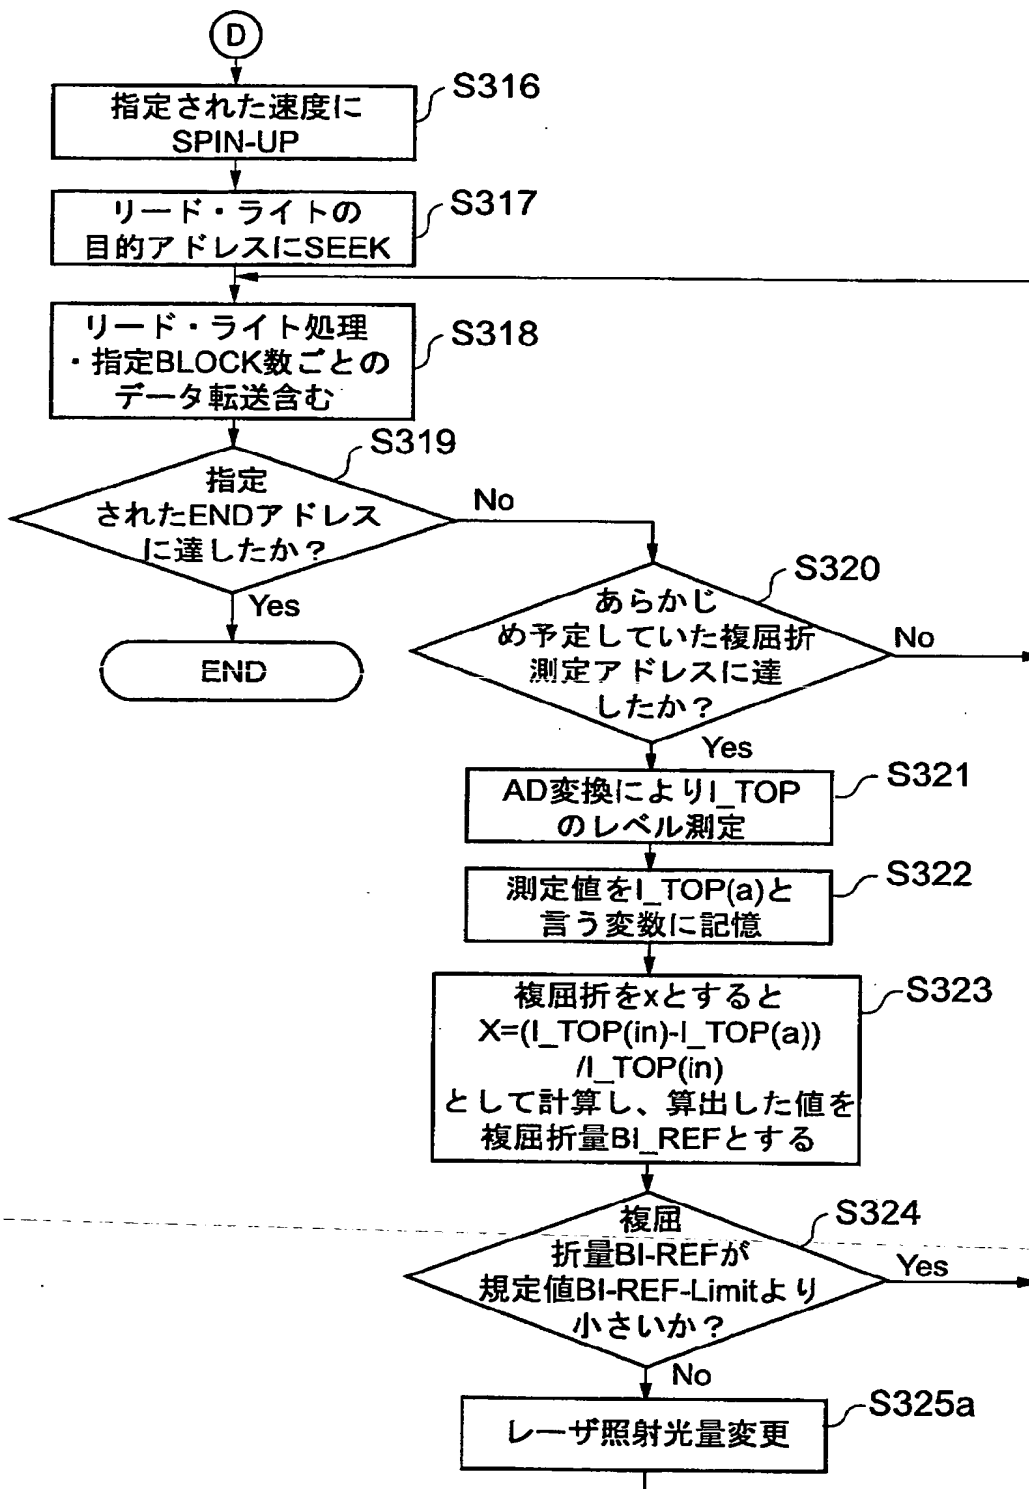 D
S316
指定された速度に
SPIN-UP
S317
リード・ライトの
目的アドレスにSEEK
S318
リード・ライト処理
・指定BLOCK数ごとの
データ転送含む
S319
指定
されたENDアドレス
に達したか？
No
Yes
END
S320
あらかじ
め予定していた複屈折
測定アドレスに達
したか？
No
Yes
S321
AD変換によりI_TOP
のレベル測定
S322
測定値をI_TOP(a)と
言う変数に記憶
S323
複屈折をxとすると
X=(I_TOP(in)-I_TOP(a))
/I_TOP(in)
として計算し、算出した値を
複屈折量BI_REFとする
S324
複屈
折量BI-REFが
規定値BI-REF-Limitより
小さいか？
Yes
No
S325a
レーザ照射光量変更